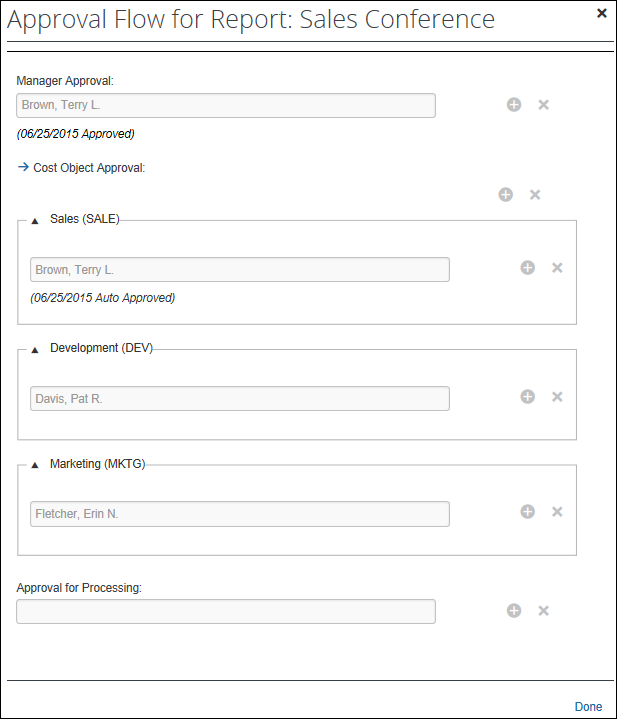 Approval Flow for Report: Sales Conference
Manager Approval:
Brown, Terry L.
(06/25/2015 Approved)
Cost Object Approval:
Sales (SALE)
Brown, Terry L.
(06/25/2015 Auto Approved)
Development (DEV)
Davis, Pat R.
Marketing (MKTG)
Fletcher, Erin N.
Approval for Processing:
Done